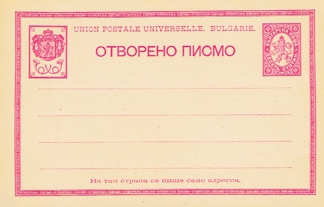 UNION POSTALE UNIVERSELLE. BULGARIE.
ОТВОРЕНО ПИСМО
На тая страна се пише само адресса.